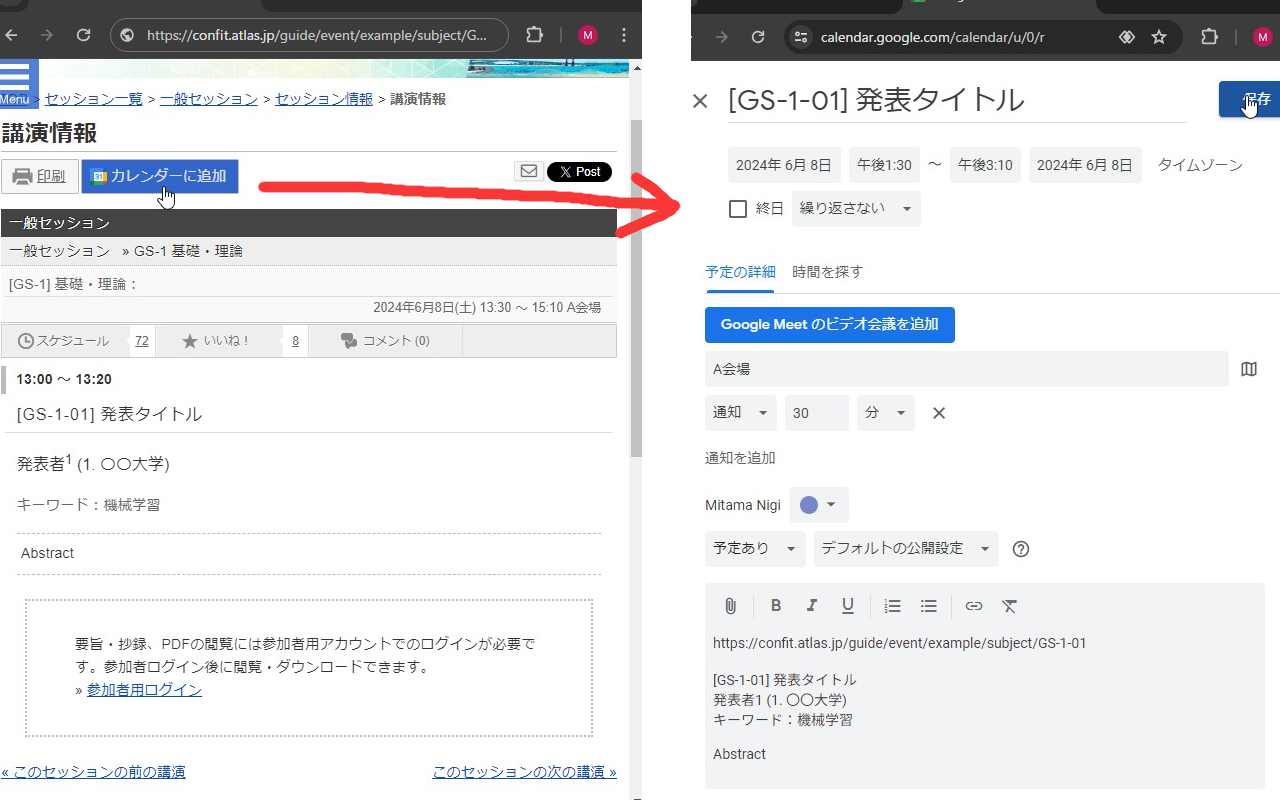 https://confit.atlas.jp/guide/event/example/subject/G...
M
Menu
> セッション一覧 > 一般セッション > セッション情報 > 講演情報
講演情報
印刷
31 カレンダーに追加
X Post
一般セッション
一般セッション » GS-1 基礎・理論
[GS-1] 基礎・理論：
2024年6月8日(土) 13:30 〜 15:10 A会場
スケジュール 72 いいね！ 8 コメント (0)
13:00 〜 13:20
[GS-1-01] 発表タイトル
発表者1 (1. 〇〇大学)
キーワード：機械学習
Abstract
要旨・抄録、PDFの閲覧には参加者用アカウントでのログインが必要で
す。参加者ログイン後に閲覧・ダウンロードできます。
» 参加者用ログイン
« このセッションの前の講演
このセッションの次の講演 »
calendar.google.com/calendar/u/0/r
M
[GS-1-01] 発表タイトル
保存
2024年 6月 8日 午後1:30 〜 午後3:10 2024年 6月 8日 タイムゾーン
終日 繰り返さない
予定の詳細 時間を探す
Google Meet のビデオ会議を追加
A会場
通知 30 分
通知を追加
Mitama Nigi
予定あり デフォルトの公開設定
B I U
https://confit.atlas.jp/guide/event/example/subject/GS-1-01
[GS-1-01] 発表タイトル
発表者1 (1. 〇〇大学)
キーワード：機械学習
Abstract